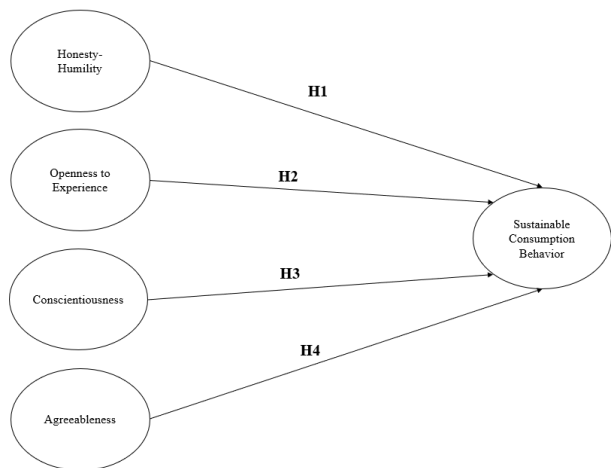 Honesty-
Humility
H1
Openness to
Experience
H2
Sustainable
Consumption
Behavior
H3
Conscientiousness
H4
Agreeableness